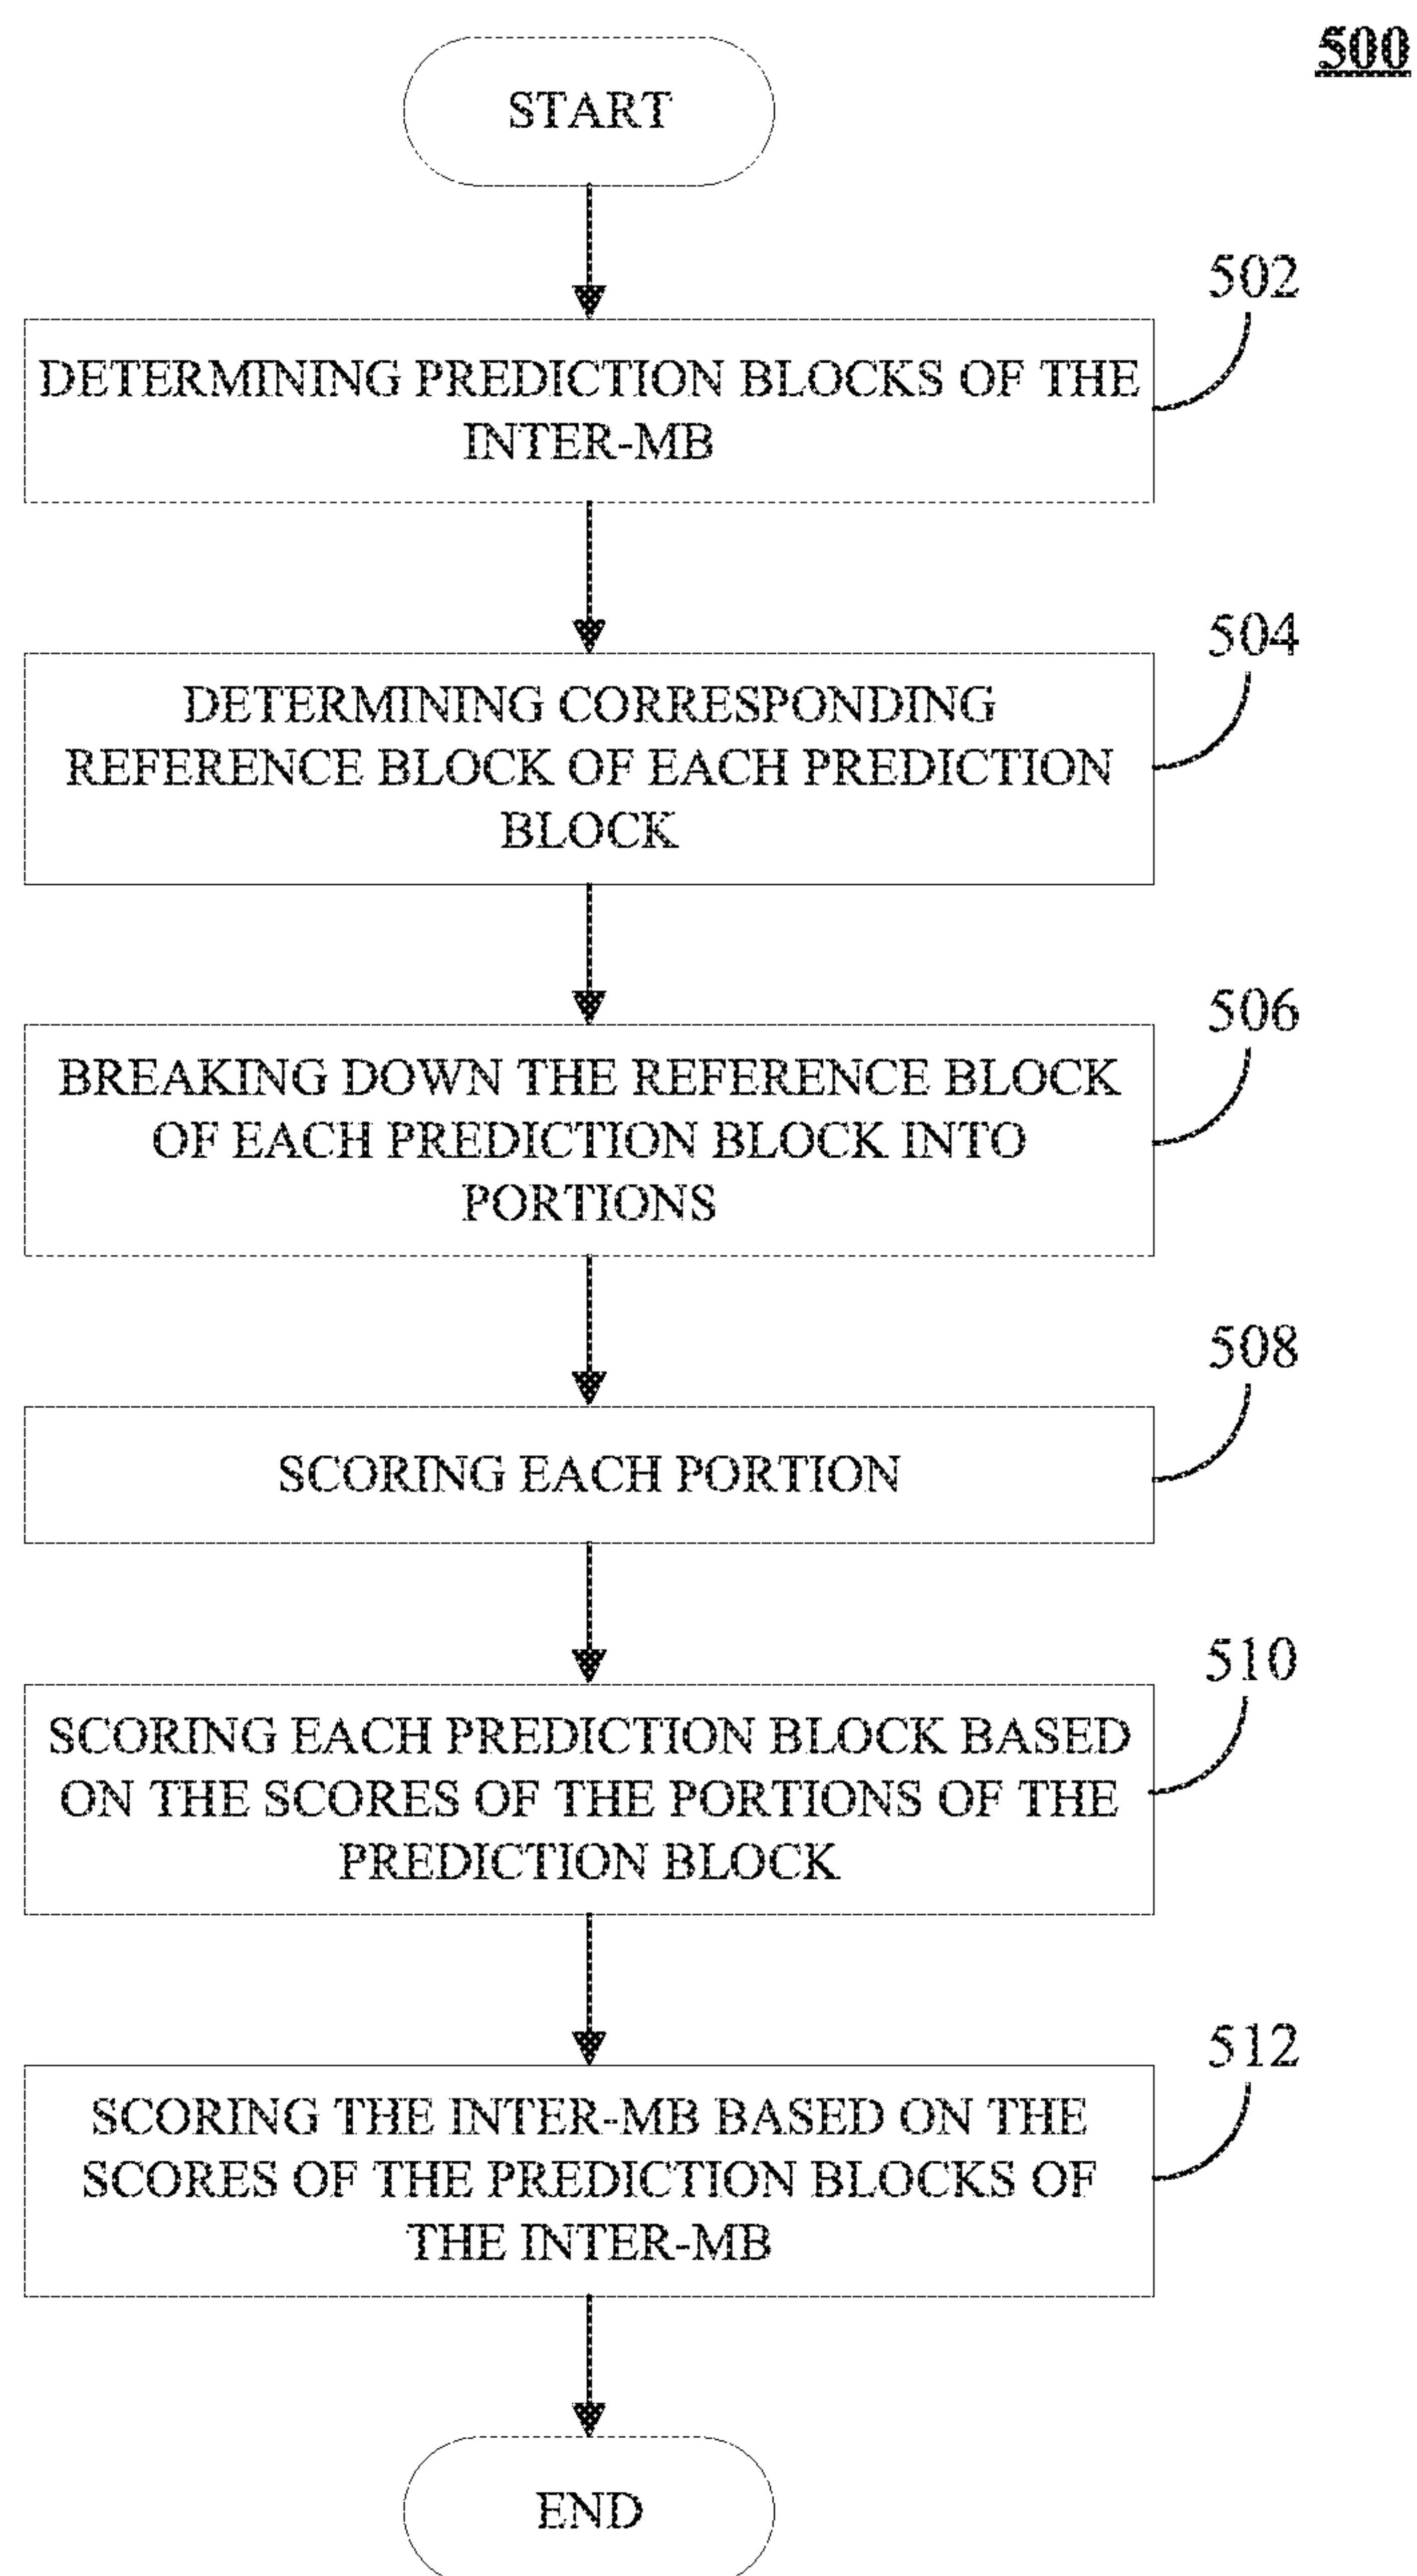 500
START
502
DETERMINING PREDICTION BLOCKS OF THE
INTER-MB
504
DETERMINING CORRESPONDING
REFERENCE BLOCK OF EACH PREDICTION
BLOCK
506
BREAKING DOWN THE REFERENCE BLOCK
OF EACH PREDICTION BLOCK INTO
PORTIONS
508
SCORING EACH PORTION
510
SCORING EACH PREDICTION BLOCK BASED
ON THE SCORES OF THE PORTIONS OF THE
PREDICTION BLOCK
512
SCORING THE INTER-MB BASED ON THE
SCORES OF THE PREDICTION BLOCKS OF
THE INTER-MB
END